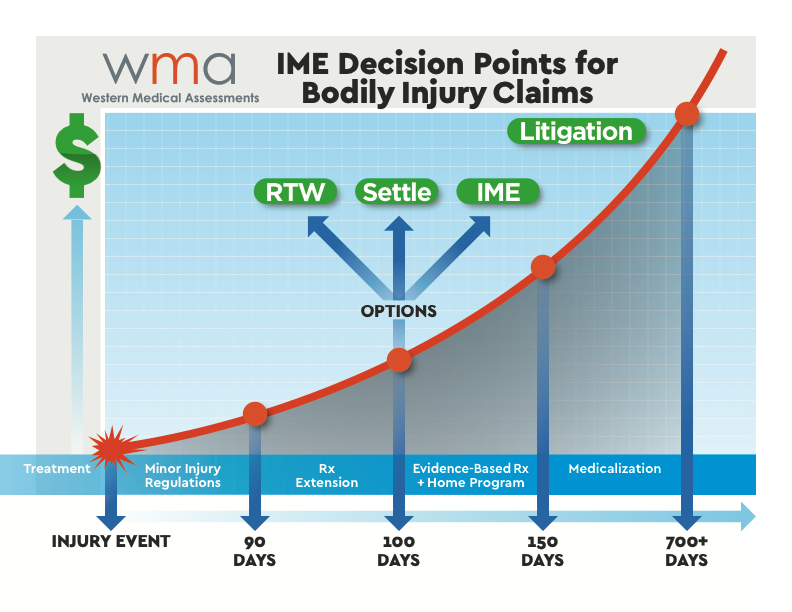 wma
Western Medical Assessments
IME Decision Points for
Bodily Injury Claims
$
Litigation
RTW
Settle
IME
OPTIONS
Treatment
Minor Injury
Regulations
Rx
Extension
Evidence-Based Rx
+ Home Program
Medicalization
INJURY EVENT
90
DAYS
100
DAYS
150
DAYS
700+
DAYS